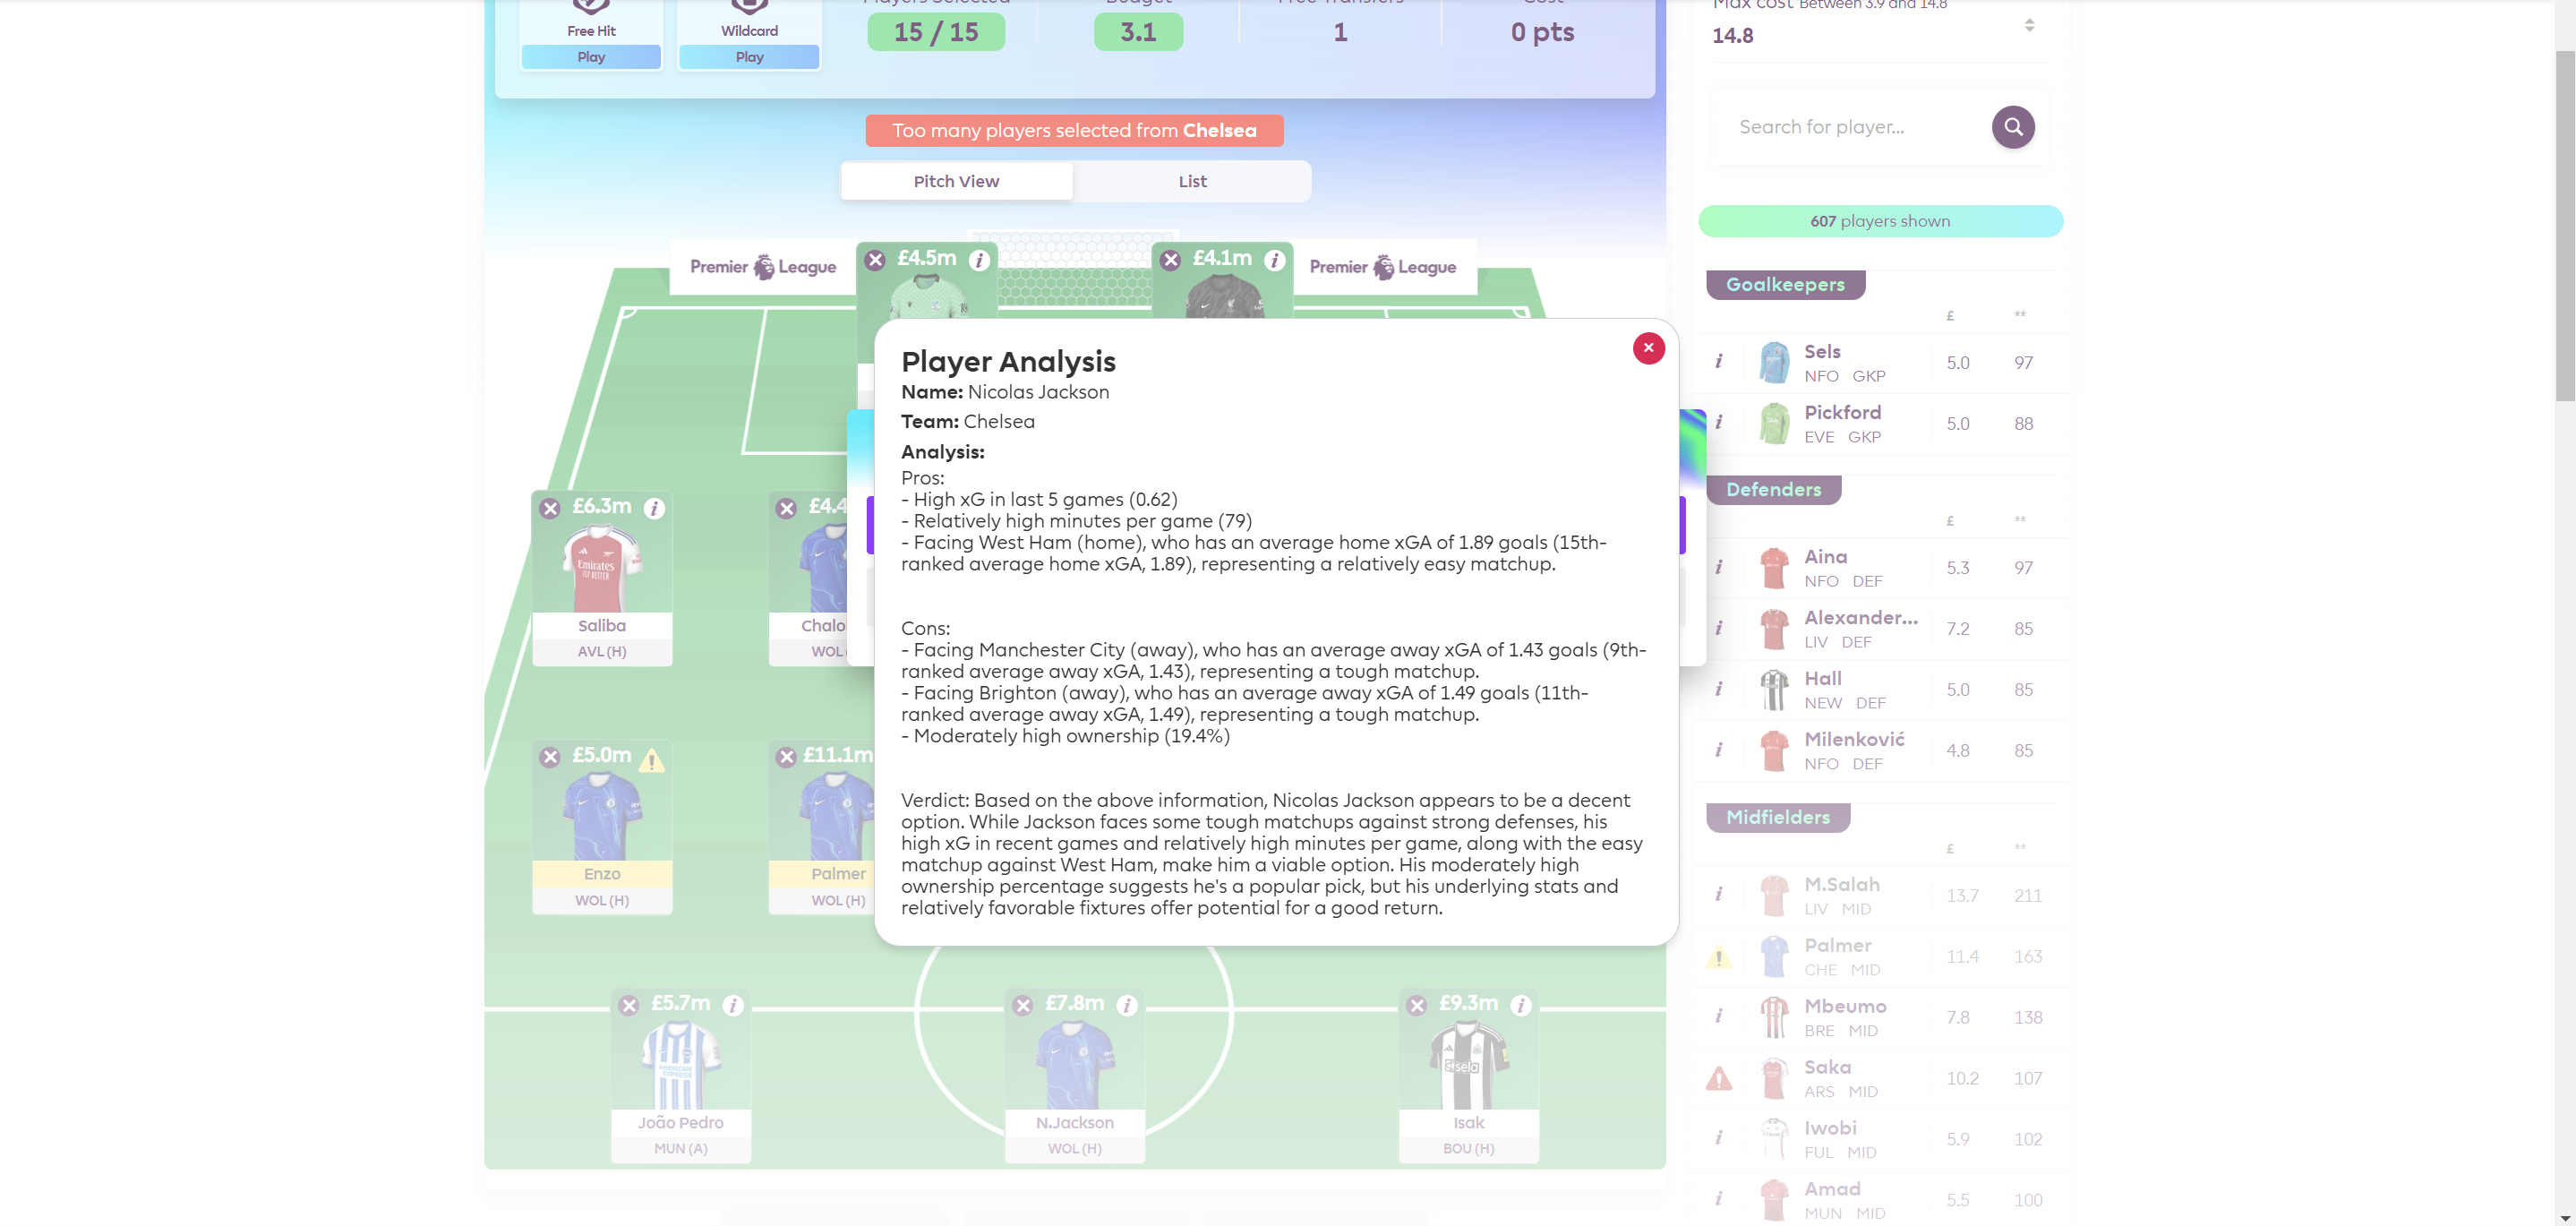 Free Hit
Play
Wildcard
Play
Players Selected
15 / 15
Budget
3.1
Free Transfers
1
Cost
0 pts
Too many players selected from Chelsea
Pitch View
List
Premier League
Premier League
£4.5m
£4.1m
Player Analysis
Name: Nicolas Jackson
Team: Chelsea
Analysis:
Pros:
- High xG in last 5 games (0.62)
- Relatively high minutes per game (79)
- Facing West Ham (home), who has an average home xGA of 1.89 goals (15th-
ranked average home xGA, 1.89), representing a relatively easy matchup.
Cons:
- Facing Manchester City (away), who has an average away xGA of 1.43 goals (9th-
ranked average away xGA, 1.43), representing a tough matchup.
- Facing Brighton (away), who has an average away xGA of 1.49 goals (11th-
ranked average away xGA, 1.49), representing a tough matchup.
- Moderately high ownership (19.4%)
Verdict: Based on the above information, Nicolas Jackson appears to be a decent
option. While Jackson faces some tough matchups against strong defenses, his
high xG in recent games and relatively high minutes per game, along with the easy
matchup against West Ham, make him a viable option. His moderately high
ownership percentage suggests he's a popular pick, but his underlying stats and
relatively favorable fixtures offer potential for a good return.
£6.3m
Emirates
FLY BETTER
Saliba
AVL (H)
£4.4
Chalo
WOL
£5.0m
Enzo
WOL (H)
£11.1m
Palmer
WOL (H)
£5.7m
AMERICAN
EXPRESS
João Pedro
MUN (A)
£7.8m
N.Jackson
WOL (H)
£9.3m
sela
Isak
BOU (H)
Max cost Between 3.9 and 14.8
14.8
Search for player...
607 players shown
Goalkeepers
£ **
Sels
NFO GKP
5.0 97
Pickford
EVE GKP
5.0 88
Defenders
£ **
Aina
NFO DEF
5.3 97
Alexander...
LIV DEF
7.2 85
Hall
NEW DEF
5.0 85
Milenković
NFO DEF
4.8 85
Midfielders
£ **
M.Salah
LIV MID
13.7 211
Palmer
CHE MID
11.4 163
Mbeumo
BRE MID
7.8 138
Saka
ARS MID
10.2 107
Iwobi
FUL MID
5.9 102
Amad
MUN MID
5.5 100